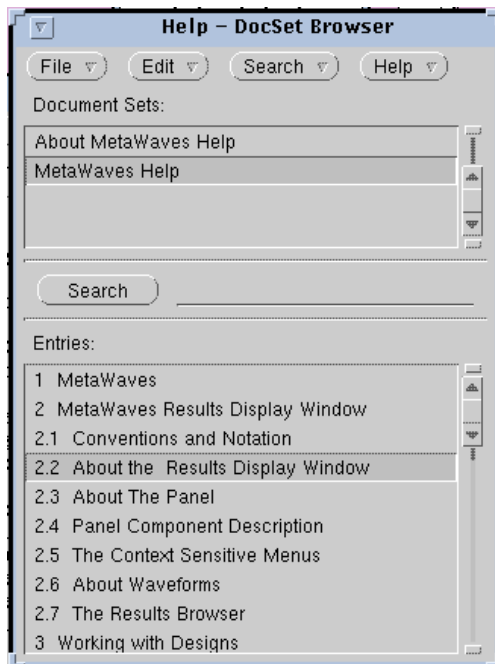 Help – DocSet Browser
File Edit Search Help
Document Sets:
About MetaWaves Help
MetaWaves Help
Search
Entries:
1 MetaWaves
2 MetaWaves Results Display Window
2.1 Conventions and Notation
2.2 About the Results Display Window
2.3 About The Panel
2.4 Panel Component Description
2.5 The Context Sensitive Menus
2.6 About Waveforms
2.7 The Results Browser
3 Working with Designs